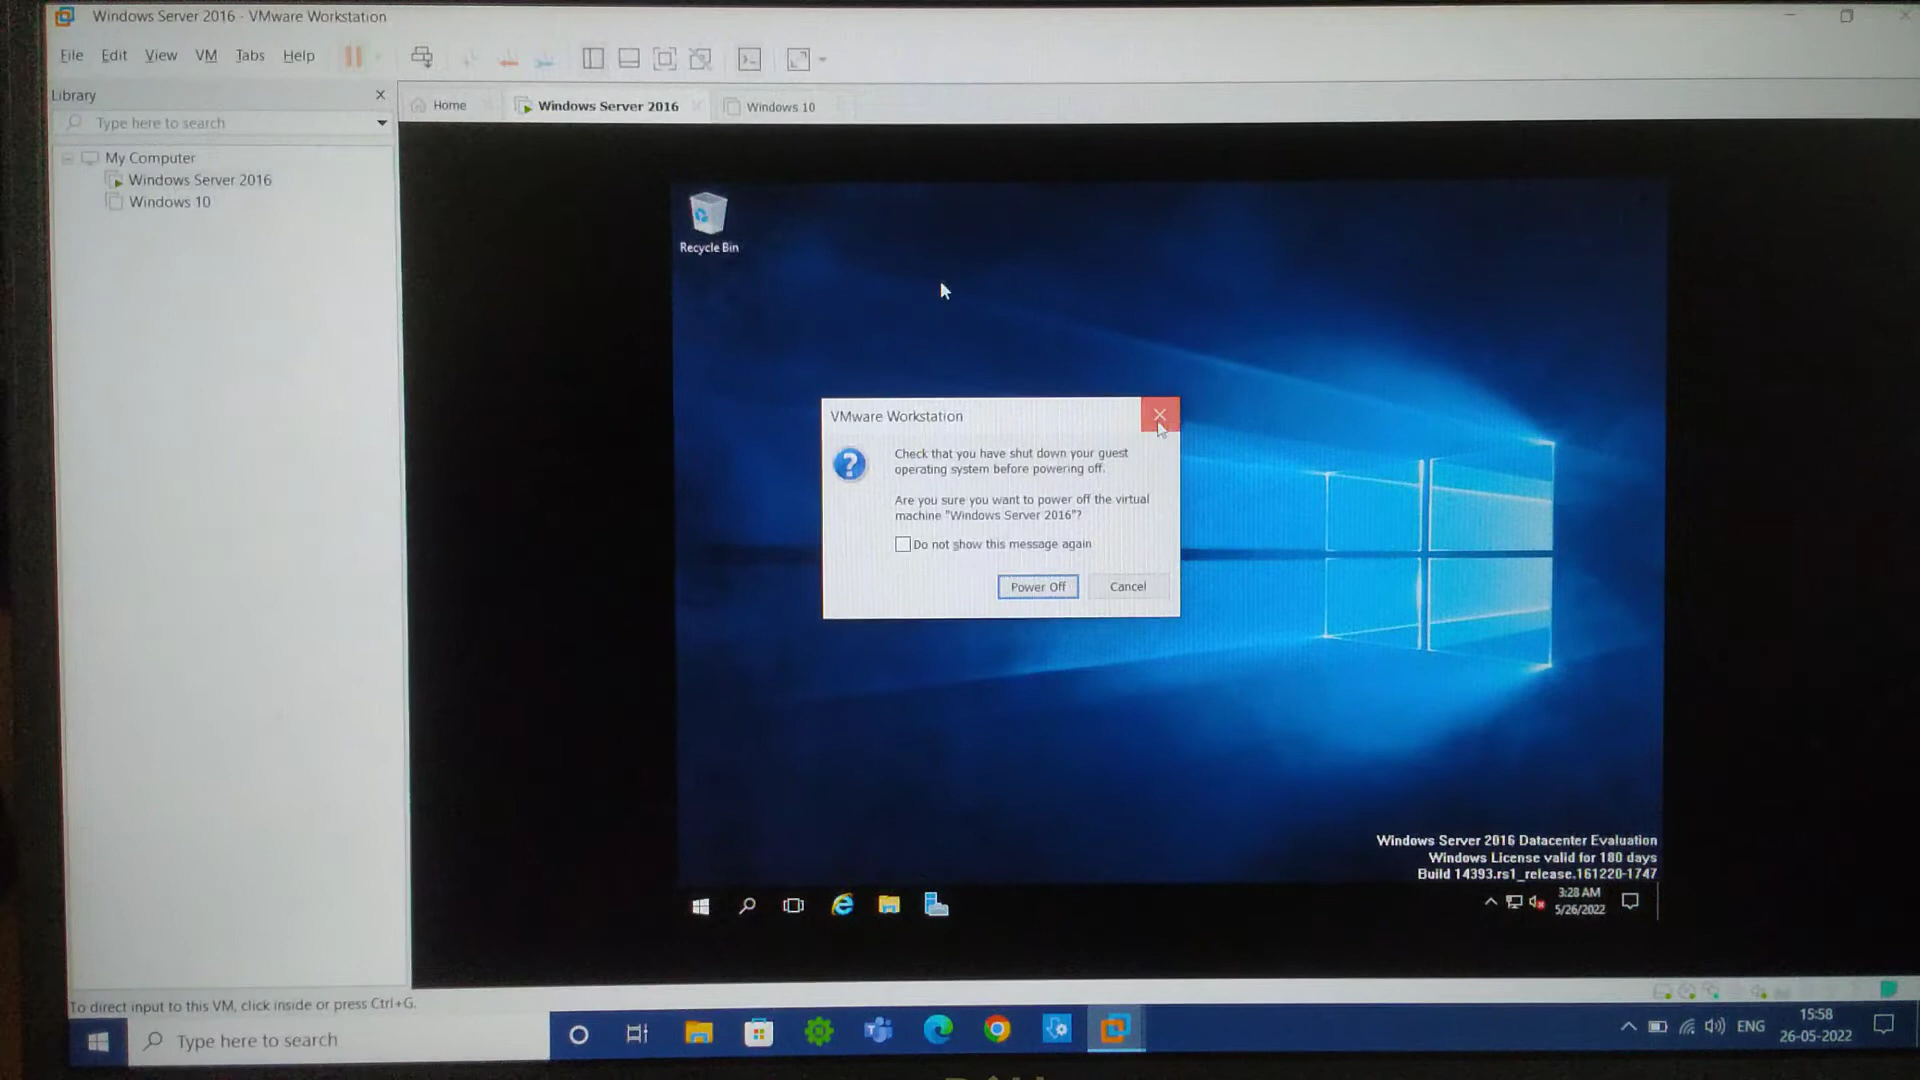 Windows Server 2016 - VMware Workstation
File Edit View VM Tabs Help
Library
Type here to search
My Computer
Windows Server 2016
Windows 10
Home
Windows Server 2016
Windows 10
Recycle Bin
VMware Workstation
Check that you have shut down your guest
operating system before powering off.
Are you sure you want to power off the virtual
machine "Windows Server 2016"?
Do not show this message again
Power Off
Cancel
Windows Server 2016 Datacenter Evaluation
Windows License valid for 180 days
Build 14393.rs1_release.161220-1747
3:28 AM
5/26/2022
To direct input to this VM, click inside or press Ctrl+G.
Type here to search
ENG
15:58
26-05-2022